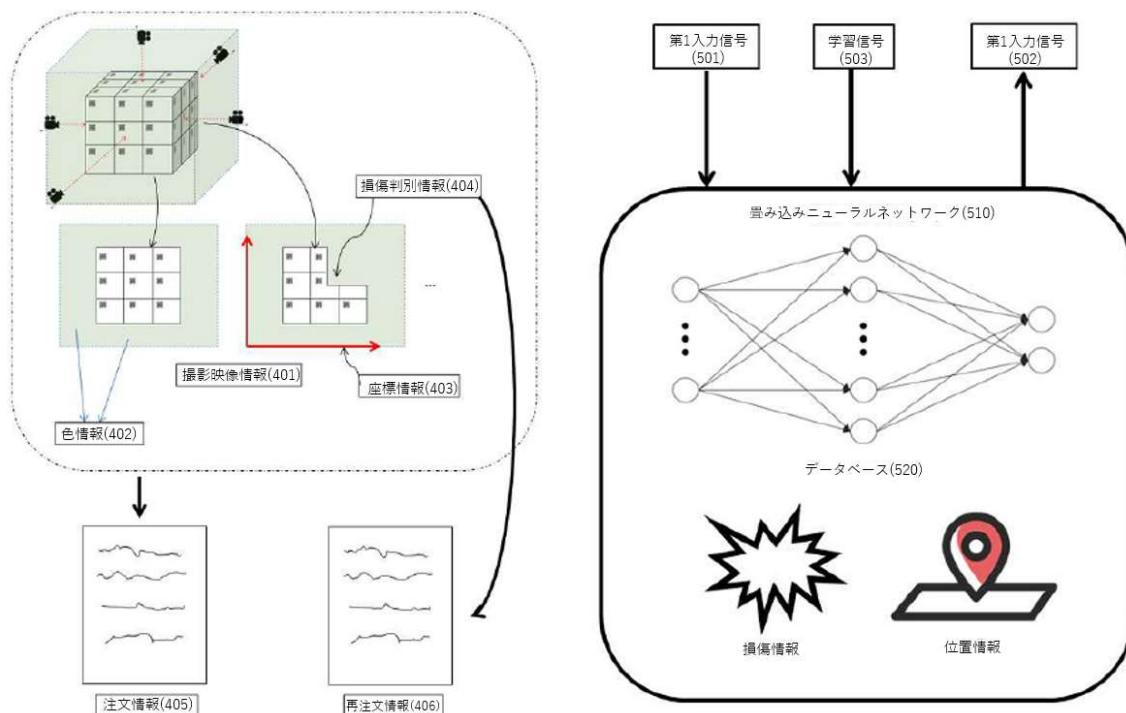 損傷判別情報(404)
撮影映像情報(401)
座標情報(403)
色情報(402)
注文情報(405)
再注文情報(406)
第1入力信号
(501)
学習信号
(503)
第1入力信号
(502)
畳み込みニューラルネットワーク(510)
データベース(520)
損傷情報
位置情報